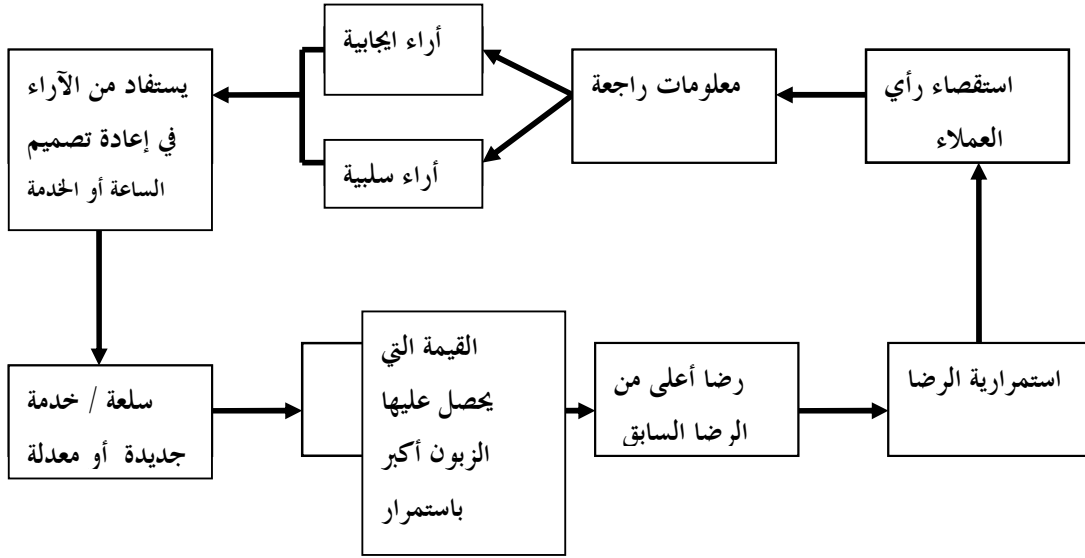 استقصاء رأي
العملاء
معلومات راجعة
أراء ايجابية
أراء سلبية
يستفاد من الآراء
في إعادة تصميم
الساعة أو الخدمة
سلعة / خدمة
جديدة أو معدلة
القيمة التي
يحصل عليها
الزبون أكبر
باستمرار
رضا أعلى من
الرضا السابق
استمرارية الرضا